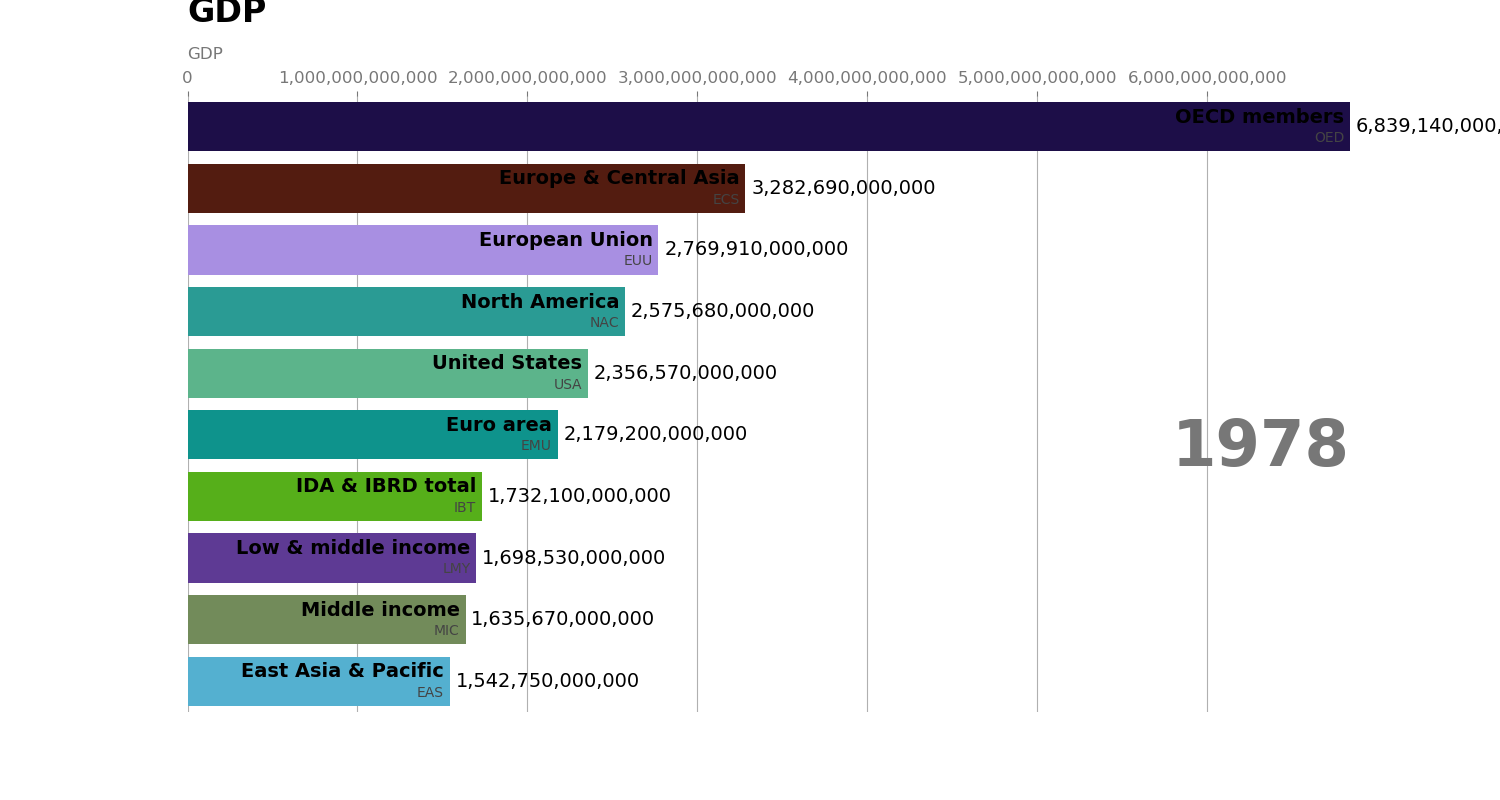 GDP
GDP
0 1,000,000,000,000 2,000,000,000,000 3,000,000,000,000 4,000,000,000,000 5,000,000,000,000 6,000,000,000,000
OECD members
OED
6,839,140,000,
Europe & Central Asia
ECS
3,282,690,000,000
European Union
EUU
2,769,910,000,000
North America
NAC
2,575,680,000,000
United States
USA
2,356,570,000,000
Euro area
EMU
2,179,200,000,000
1978
IDA & IBRD total
IBT
1,732,100,000,000
Low & middle income
LMY
1,698,530,000,000
Middle income
MIC
1,635,670,000,000
East Asia & Pacific
EAS
1,542,750,000,000